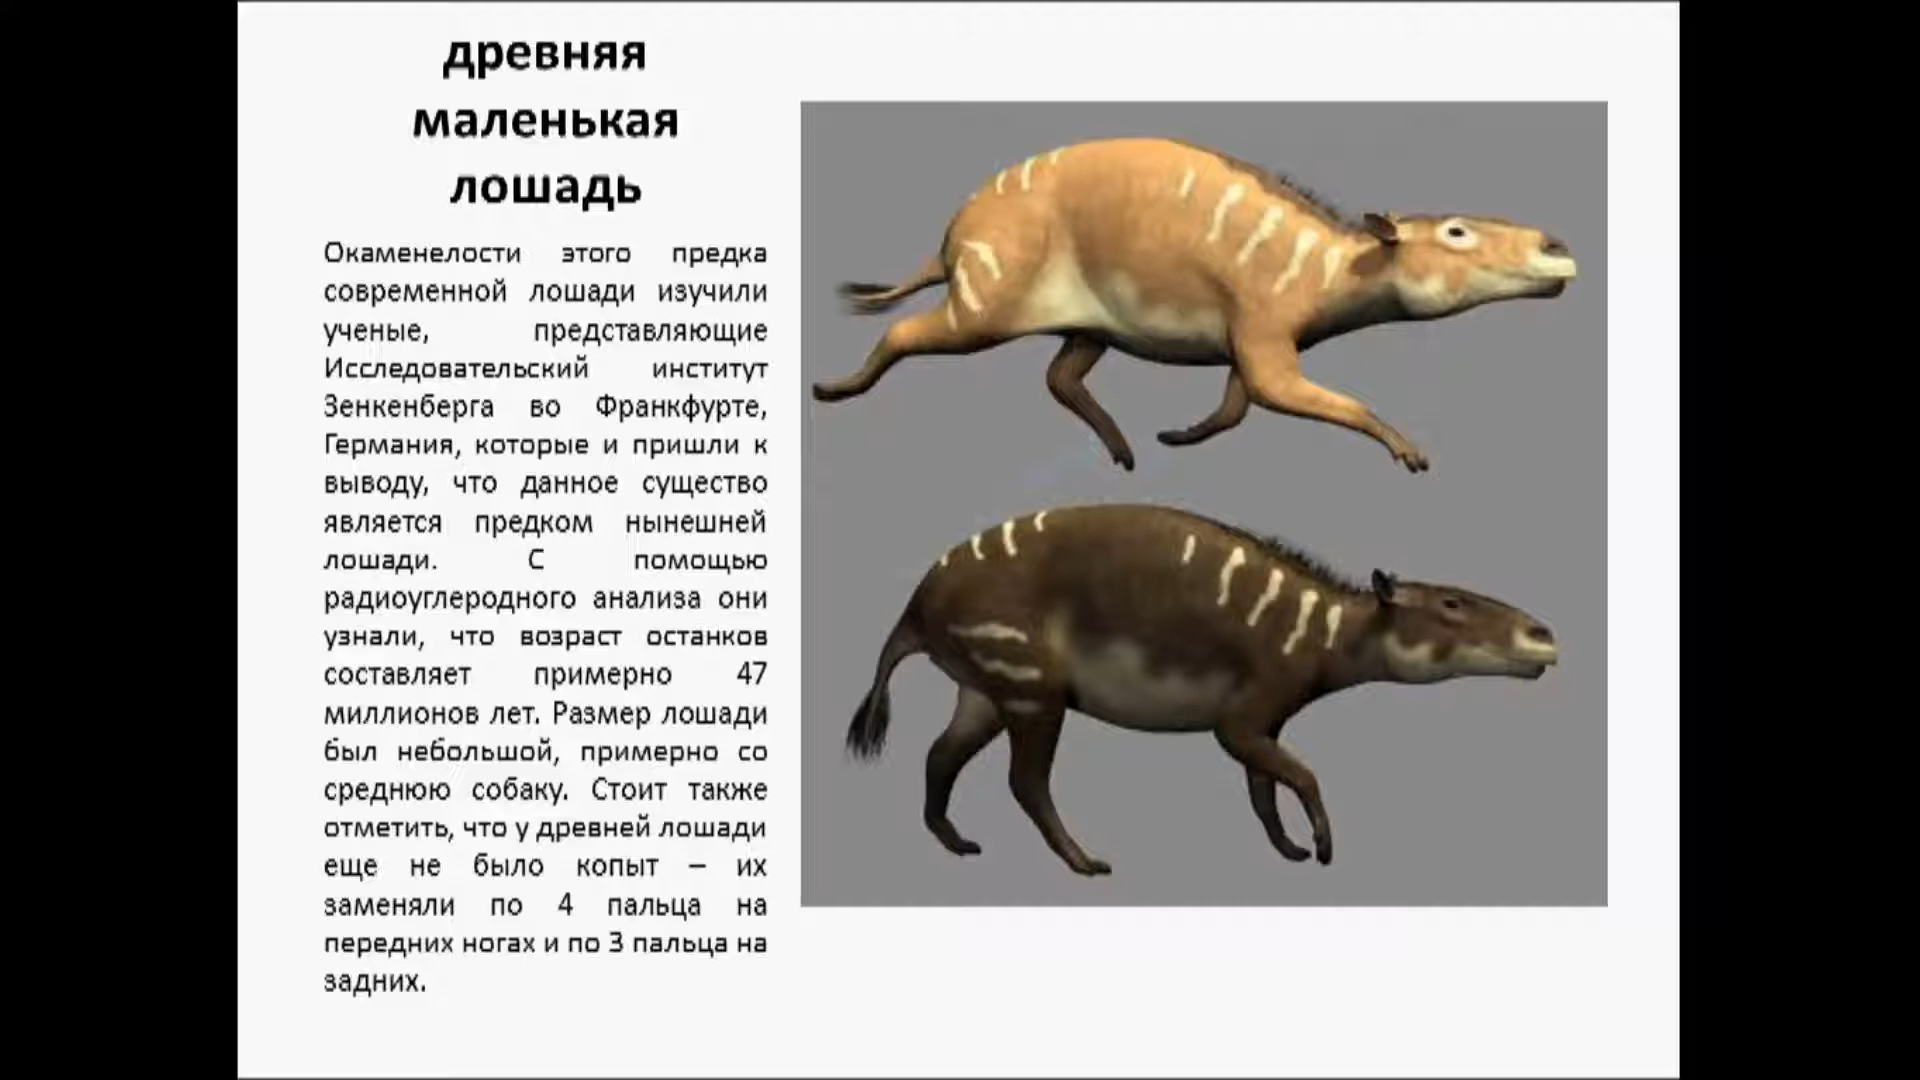 древняя
маленькая
лошадь
Окаменелости этого предка
современной лошади изучили
ученые, представляющие
Исследовательский институт
Зенкенберга во Франкфурте,
Германия, которые и пришли к
выводу, что данное существо
является предком нынешней
лошади. С помощью
радиоуглеродного анализа они
узнали, что возраст останков
составляет примерно 47
миллионов лет. Размер лошади
был небольшой, примерно со
среднюю собаку. Стоит также
отметить, что у древней лошади
еще не было копыт – их
заменяли по 4 пальца на
передних ногах и по 3 пальца на
задних.